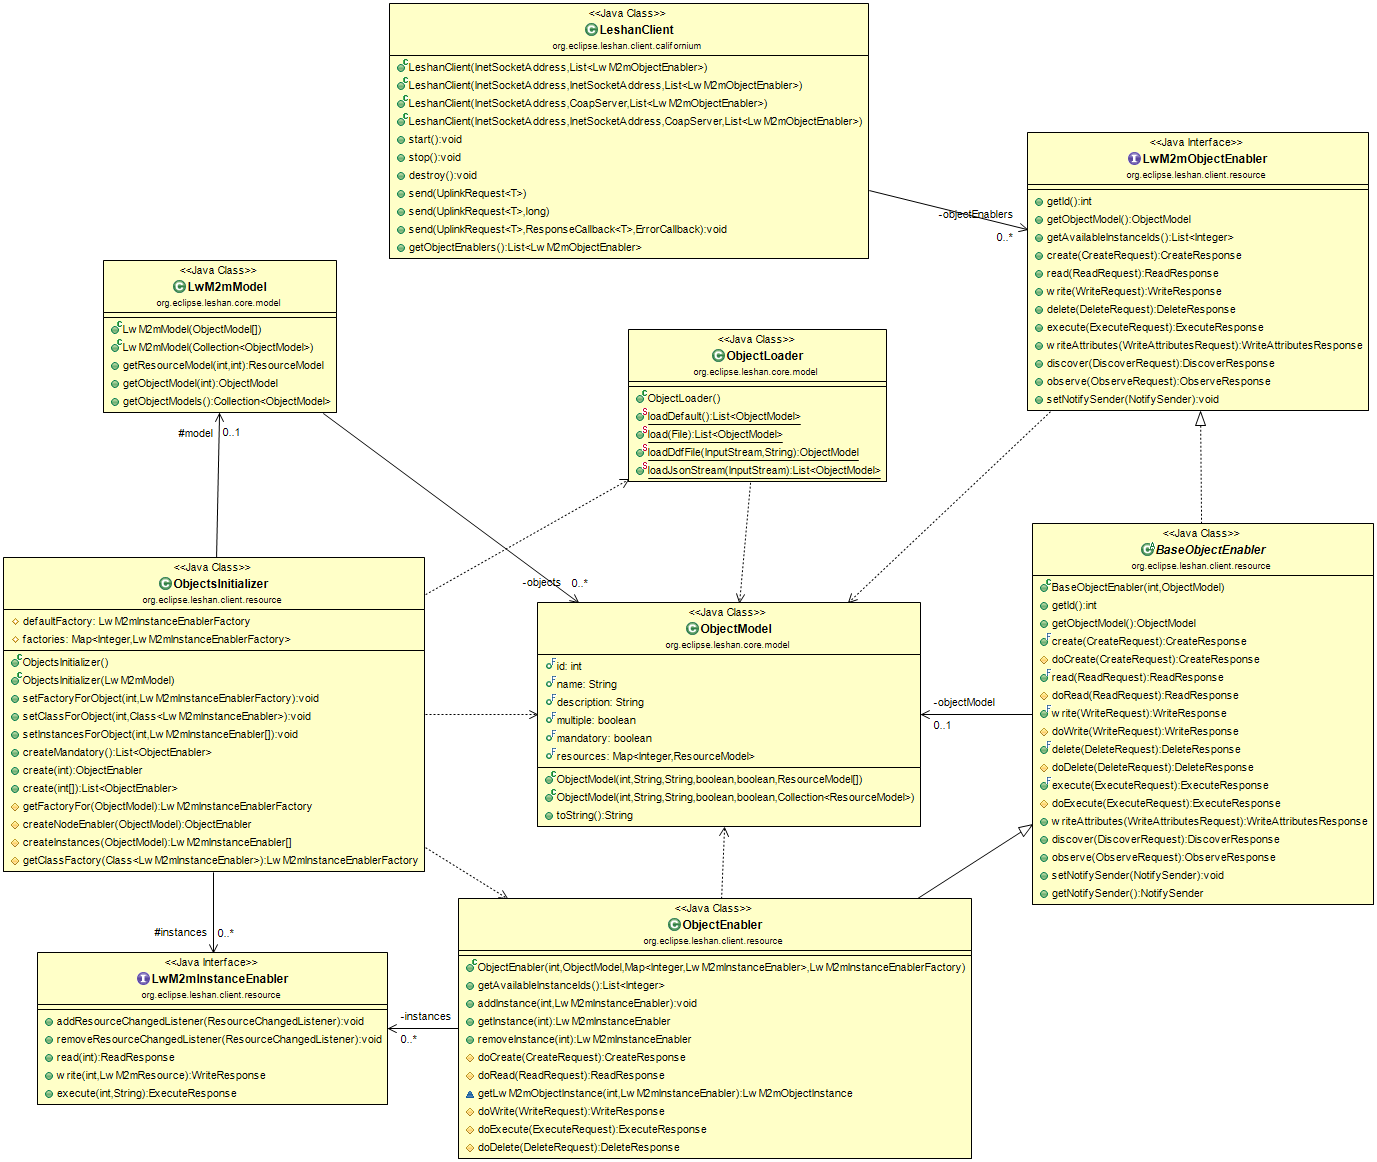 <<Java Class>>
LeshanClient
org.eclipse.leshan.client.californium
LeshanClient(InetSocketAddress,List<LwM2mObjectEnabler>)
LeshanClient(InetSocketAddress,InetSocketAddress,List<LwM2mObjectEnabler>)
LeshanClient(InetSocketAddress,CoapServer,List<LwM2mObjectEnabler>)
LeshanClient(InetSocketAddress,InetSocketAddress,CoapServer,List<LwM2mObjectEnabler>)
start():void
stop():void
destroy():void
send(UplinkRequest<T>)
send(UplinkRequest<T>,long)
send(UplinkRequest<T>,ResponseCallback<T>,ErrorCallback):void
getObjectEnablers():List<LwM2mObjectEnabler>
-objectEnablers
0..*
<<Java Interface>>
LwM2mObjectEnabler
org.eclipse.leshan.client.resource
getId():int
getObjectModel():ObjectModel
getAvailableInstanceIds():List<Integer>
create(CreateRequest):CreateResponse
read(ReadRequest):ReadResponse
write(WriteRequest):WriteResponse
delete(DeleteRequest):DeleteResponse
execute(ExecuteRequest):ExecuteResponse
writeAttributes(WriteAttributesRequest):WriteAttributesResponse
discover(DiscoverRequest):DiscoverResponse
observe(ObserveRequest):ObserveResponse
setNotifySender(NotifySender):void
<<Java Class>>
LwM2mModel
org.eclipse.leshan.core.model
LwM2mModel(ObjectModel[])
LwM2mModel(Collection<ObjectModel>)
getResourceModel(int,int):ResourceModel
getObjectModel(int):ObjectModel
getObjectModels():Collection<ObjectModel>
#model
0..1
<<Java Class>>
ObjectLoader
org.eclipse.leshan.core.model
ObjectLoader()
loadDefault():List<ObjectModel>
load(File):List<ObjectModel>
loadDdfFile(InputStream,String):ObjectModel
loadJsonStream(InputStream):List<ObjectModel>
<<Java Class>>
ObjectsInitializer
org.eclipse.leshan.client.resource
defaultFactory: LwM2mInstanceEnablerFactory
factories: Map<Integer,LwM2mInstanceEnablerFactory>
ObjectsInitializer()
ObjectsInitializer(LwM2mModel)
setFactoryForObject(int,LwM2mInstanceEnablerFactory):void
setClassForObject(int,Class<LwM2mInstanceEnabler>):void
setInstancesForObject(int,LwM2mInstanceEnabler[]):void
createMandatory():List<ObjectEnabler>
create(int):ObjectEnabler
create(int[]):List<ObjectEnabler>
getFactoryFor(ObjectModel):LwM2mInstanceEnablerFactory
createNodeEnabler(ObjectModel):ObjectEnabler
createInstances(ObjectModel):LwM2mInstanceEnabler[]
getClassFactory(Class<LwM2mInstanceEnabler>):LwM2mInstanceEnablerFactory
-objects
0..*
<<Java Class>>
ObjectModel
org.eclipse.leshan.core.model
id: int
name: String
description: String
multiple: boolean
mandatory: boolean
resources: Map<Integer,ResourceModel>
ObjectModel(int,String,String,boolean,boolean,ResourceModel[])
ObjectModel(int,String,String,boolean,boolean,Collection<ResourceModel>)
toString():String
-objectModel
0..1
<<Java Class>>
BaseObjectEnabler
org.eclipse.leshan.client.resource
BaseObjectEnabler(int,ObjectModel)
getId():int
getObjectModel():ObjectModel
create(CreateRequest):CreateResponse
doCreate(CreateRequest):CreateResponse
read(ReadRequest):ReadResponse
doRead(ReadRequest):ReadResponse
write(WriteRequest):WriteResponse
doWrite(WriteRequest):WriteResponse
delete(DeleteRequest):DeleteResponse
doDelete(DeleteRequest):DeleteResponse
execute(ExecuteRequest):ExecuteResponse
doExecute(ExecuteRequest):ExecuteResponse
writeAttributes(WriteAttributesRequest):WriteAttributesResponse
discover(DiscoverRequest):DiscoverResponse
observe(ObserveRequest):ObserveResponse
setNotifySender(NotifySender):void
getNotifySender():NotifySender
#instances
0..*
<<Java Interface>>
LwM2mInstanceEnabler
org.eclipse.leshan.client.resource
addResourceChangedListener(ResourceChangedListener):void
removeResourceChangedListener(ResourceChangedListener):void
read(int):ReadResponse
write(int,LwM2mResource):WriteResponse
execute(int,String):ExecuteResponse
-instances
0..*
<<Java Class>>
ObjectEnabler
org.eclipse.leshan.client.resource
ObjectEnabler(int,ObjectModel,Map<Integer,LwM2mInstanceEnabler>,LwM2mInstanceEnablerFactory)
getAvailableInstanceIds():List<Integer>
addInstance(int,LwM2mInstanceEnabler):void
getInstance(int):LwM2mInstanceEnabler
removeInstance(int):LwM2mInstanceEnabler
doCreate(CreateRequest):CreateResponse
doRead(ReadRequest):ReadResponse
getLwM2mObjectInstance(int,LwM2mInstanceEnabler):LwM2mObjectInstance
doWrite(WriteRequest):WriteResponse
doExecute(ExecuteRequest):ExecuteResponse
doDelete(DeleteRequest):DeleteResponse